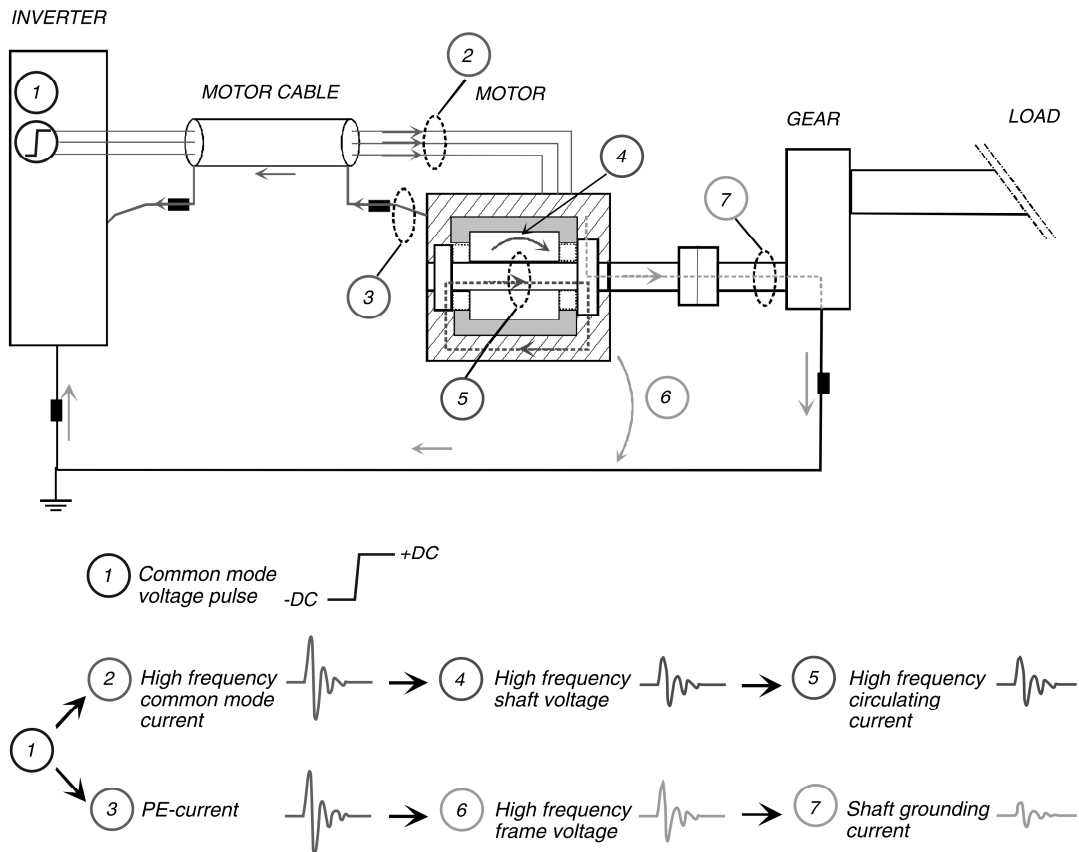 INVERTER
1
MOTOR CABLE
2
MOTOR
GEAR
LOAD
4
7
3
5
6
1
Common mode
voltage pulse
-DC
+DC
2
High frequency
common mode
current
4
High frequency
shaft voltage
5
High frequency
circulating
current
1
3
PE-current
6
High frequency
frame voltage
7
Shaft grounding
current